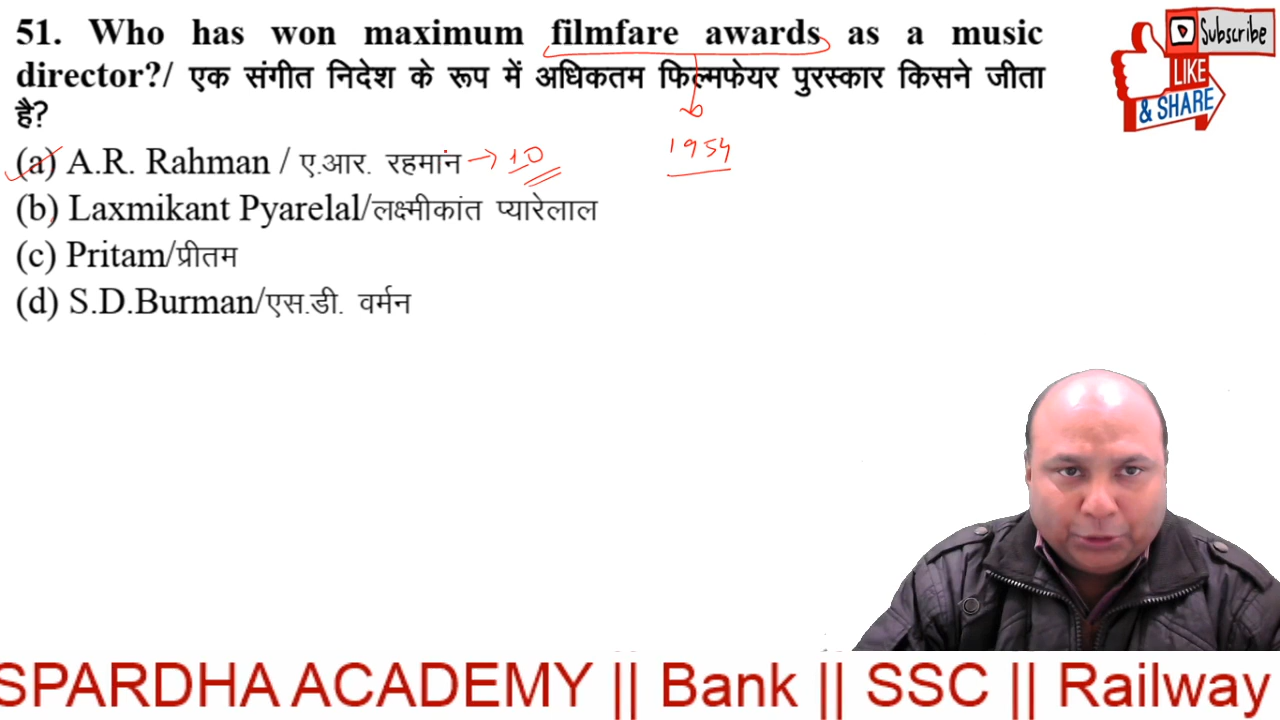 51. Who has won maximum filmfare awards as a music
director?/ एक संगीत निदेश के रूप में अधिकतम फिल्मफेयर पुरस्कार किसने जीता
है?
(a) A.R. Rahman / ए.आर. रहमान → 10
1954
(b) Laxmikant Pyarelal/लक्ष्मीकांत प्यारेलाल
(c) Pritam/प्रीतम
(d) S.D.Burman/एस.डी. वर्मन
Subscribe
LIKE
& SHARE
SPARDHA ACADEMY || Bank || SSC || Railway